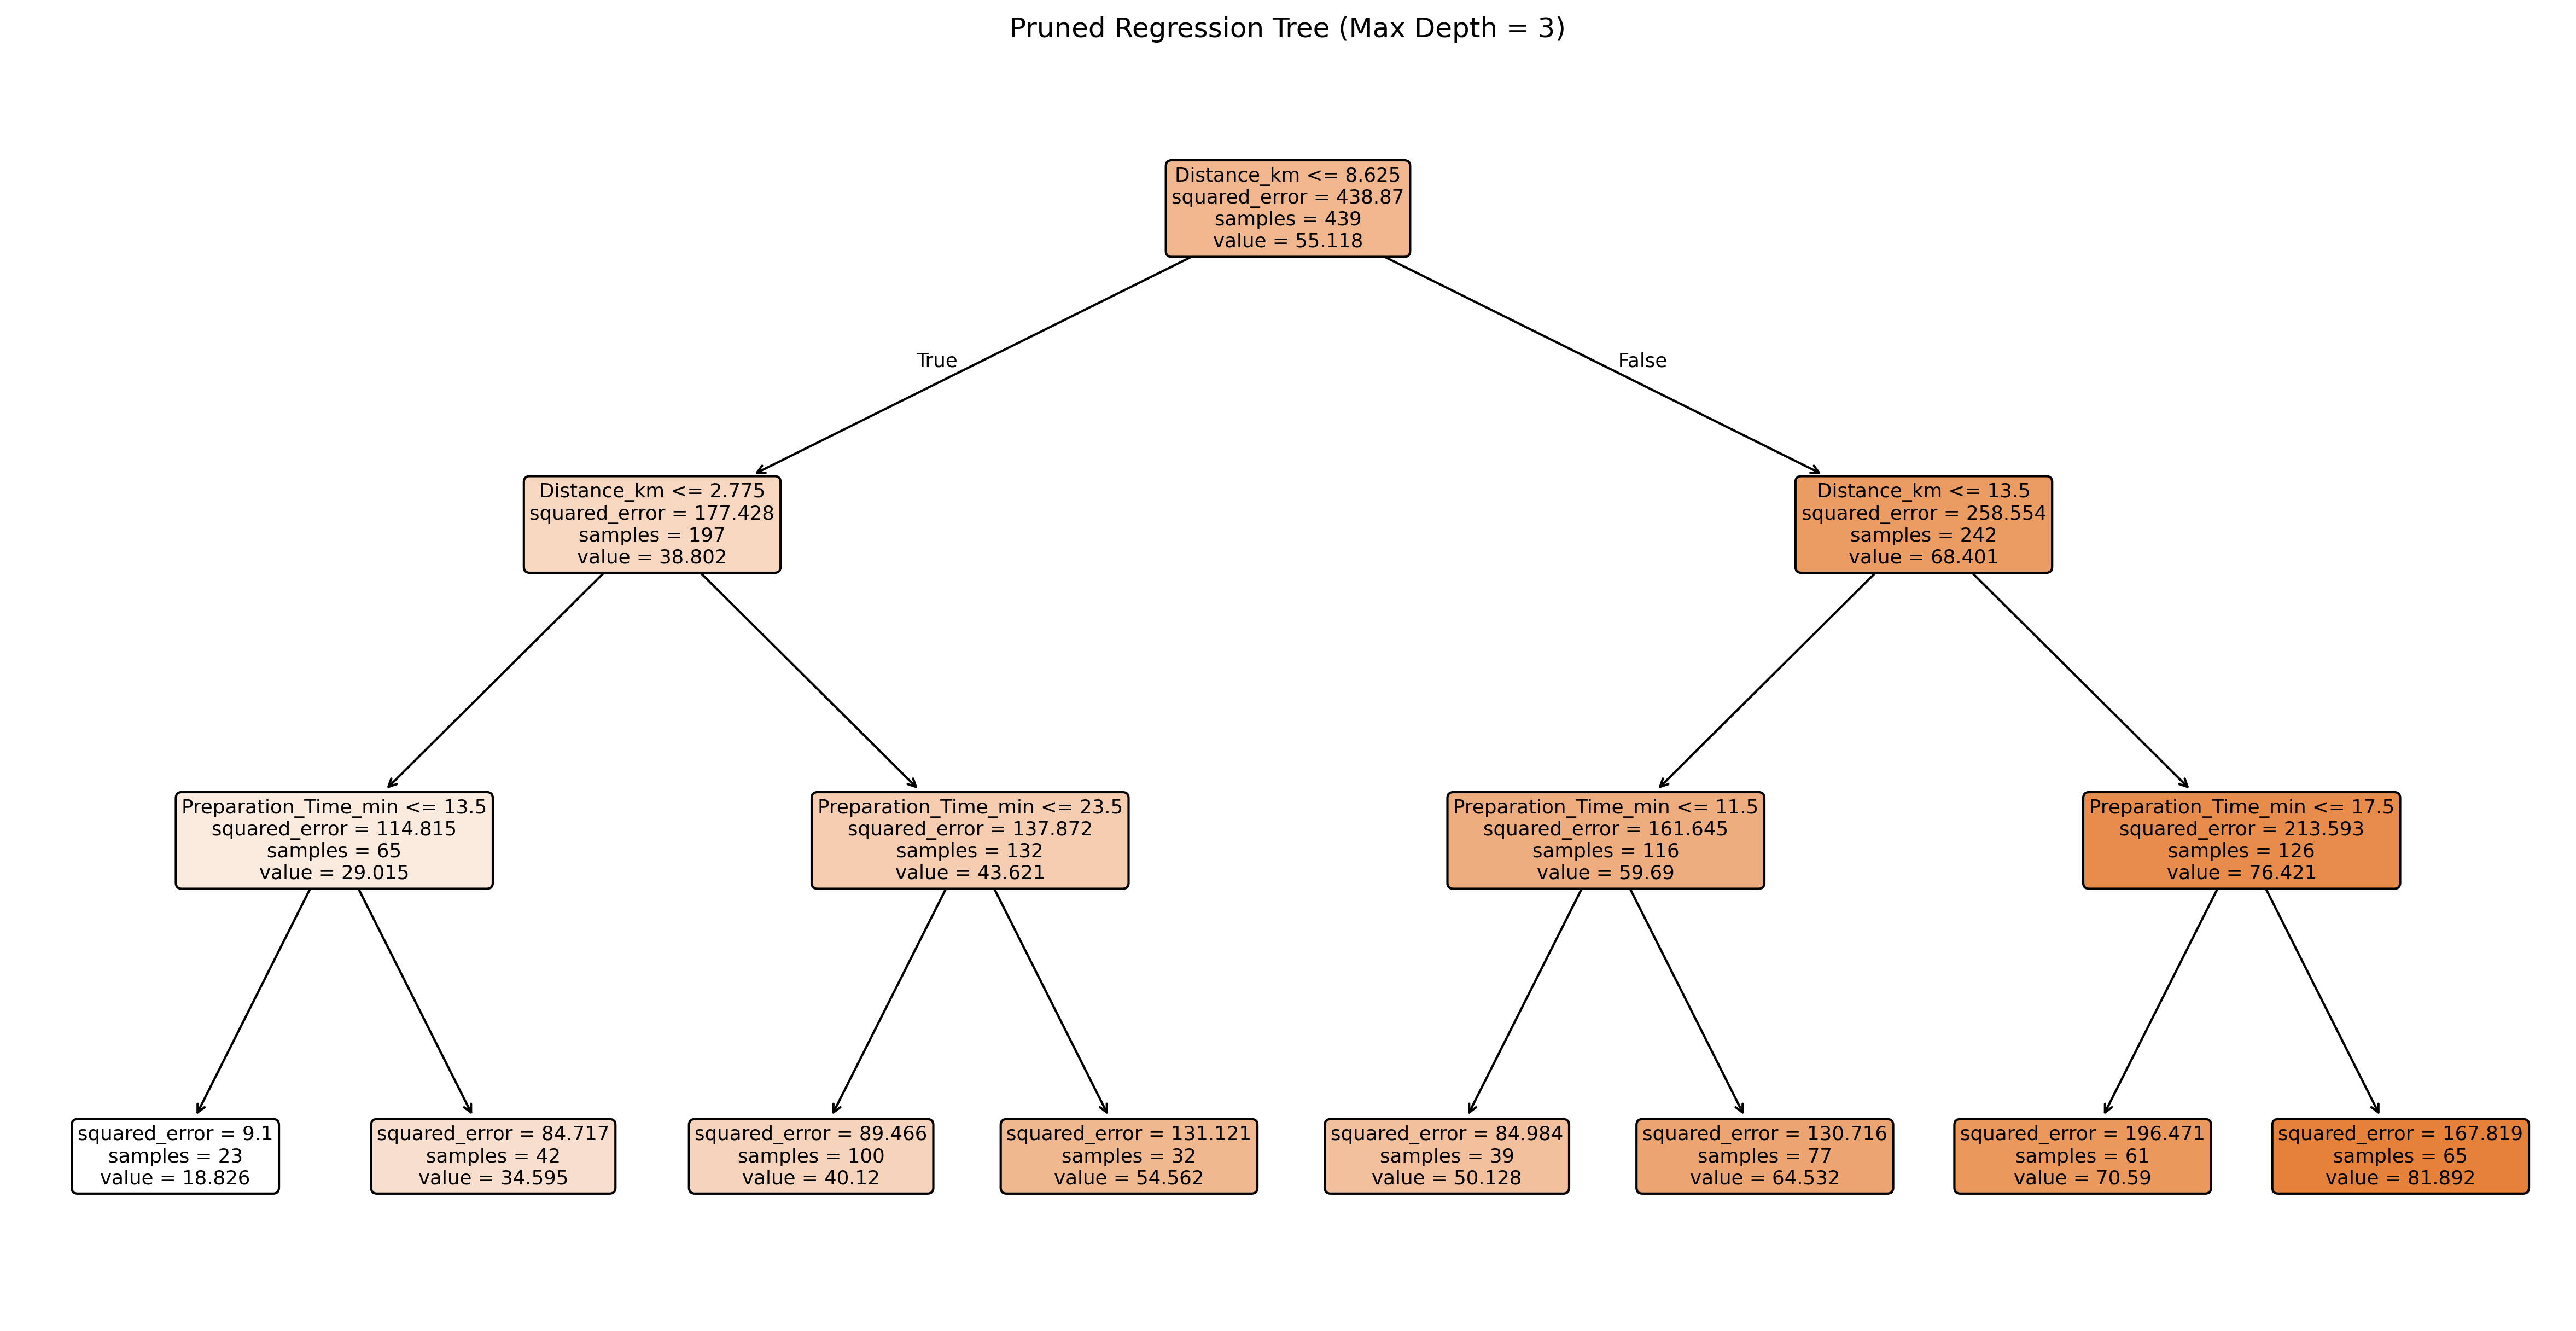 Pruned Regression Tree (Max Depth = 3)
Distance_km <= 8.625
squared_error = 438.87
samples = 439
value = 55.118
True
False
Distance_km <= 2.775
squared_error = 177.428
samples = 197
value = 38.802
Distance_km <= 13.5
squared_error = 258.554
samples = 242
value = 68.401
Preparation_Time_min <= 13.5
squared_error = 114.815
samples = 65
value = 29.015
Preparation_Time_min <= 23.5
squared_error = 137.872
samples = 132
value = 43.621
Preparation_Time_min <= 11.5
squared_error = 161.645
samples = 116
value = 59.69
Preparation_Time_min <= 17.5
squared_error = 213.593
samples = 126
value = 76.421
squared_error = 9.1
samples = 23
value = 18.826
squared_error = 84.717
samples = 42
value = 34.595
squared_error = 89.466
samples = 100
value = 40.12
squared_error = 131.121
samples = 32
value = 54.562
squared_error = 84.984
samples = 39
value = 50.128
squared_error = 130.716
samples = 77
value = 64.532
squared_error = 196.471
samples = 61
value = 70.59
squared_error = 167.819
samples = 65
value = 81.892